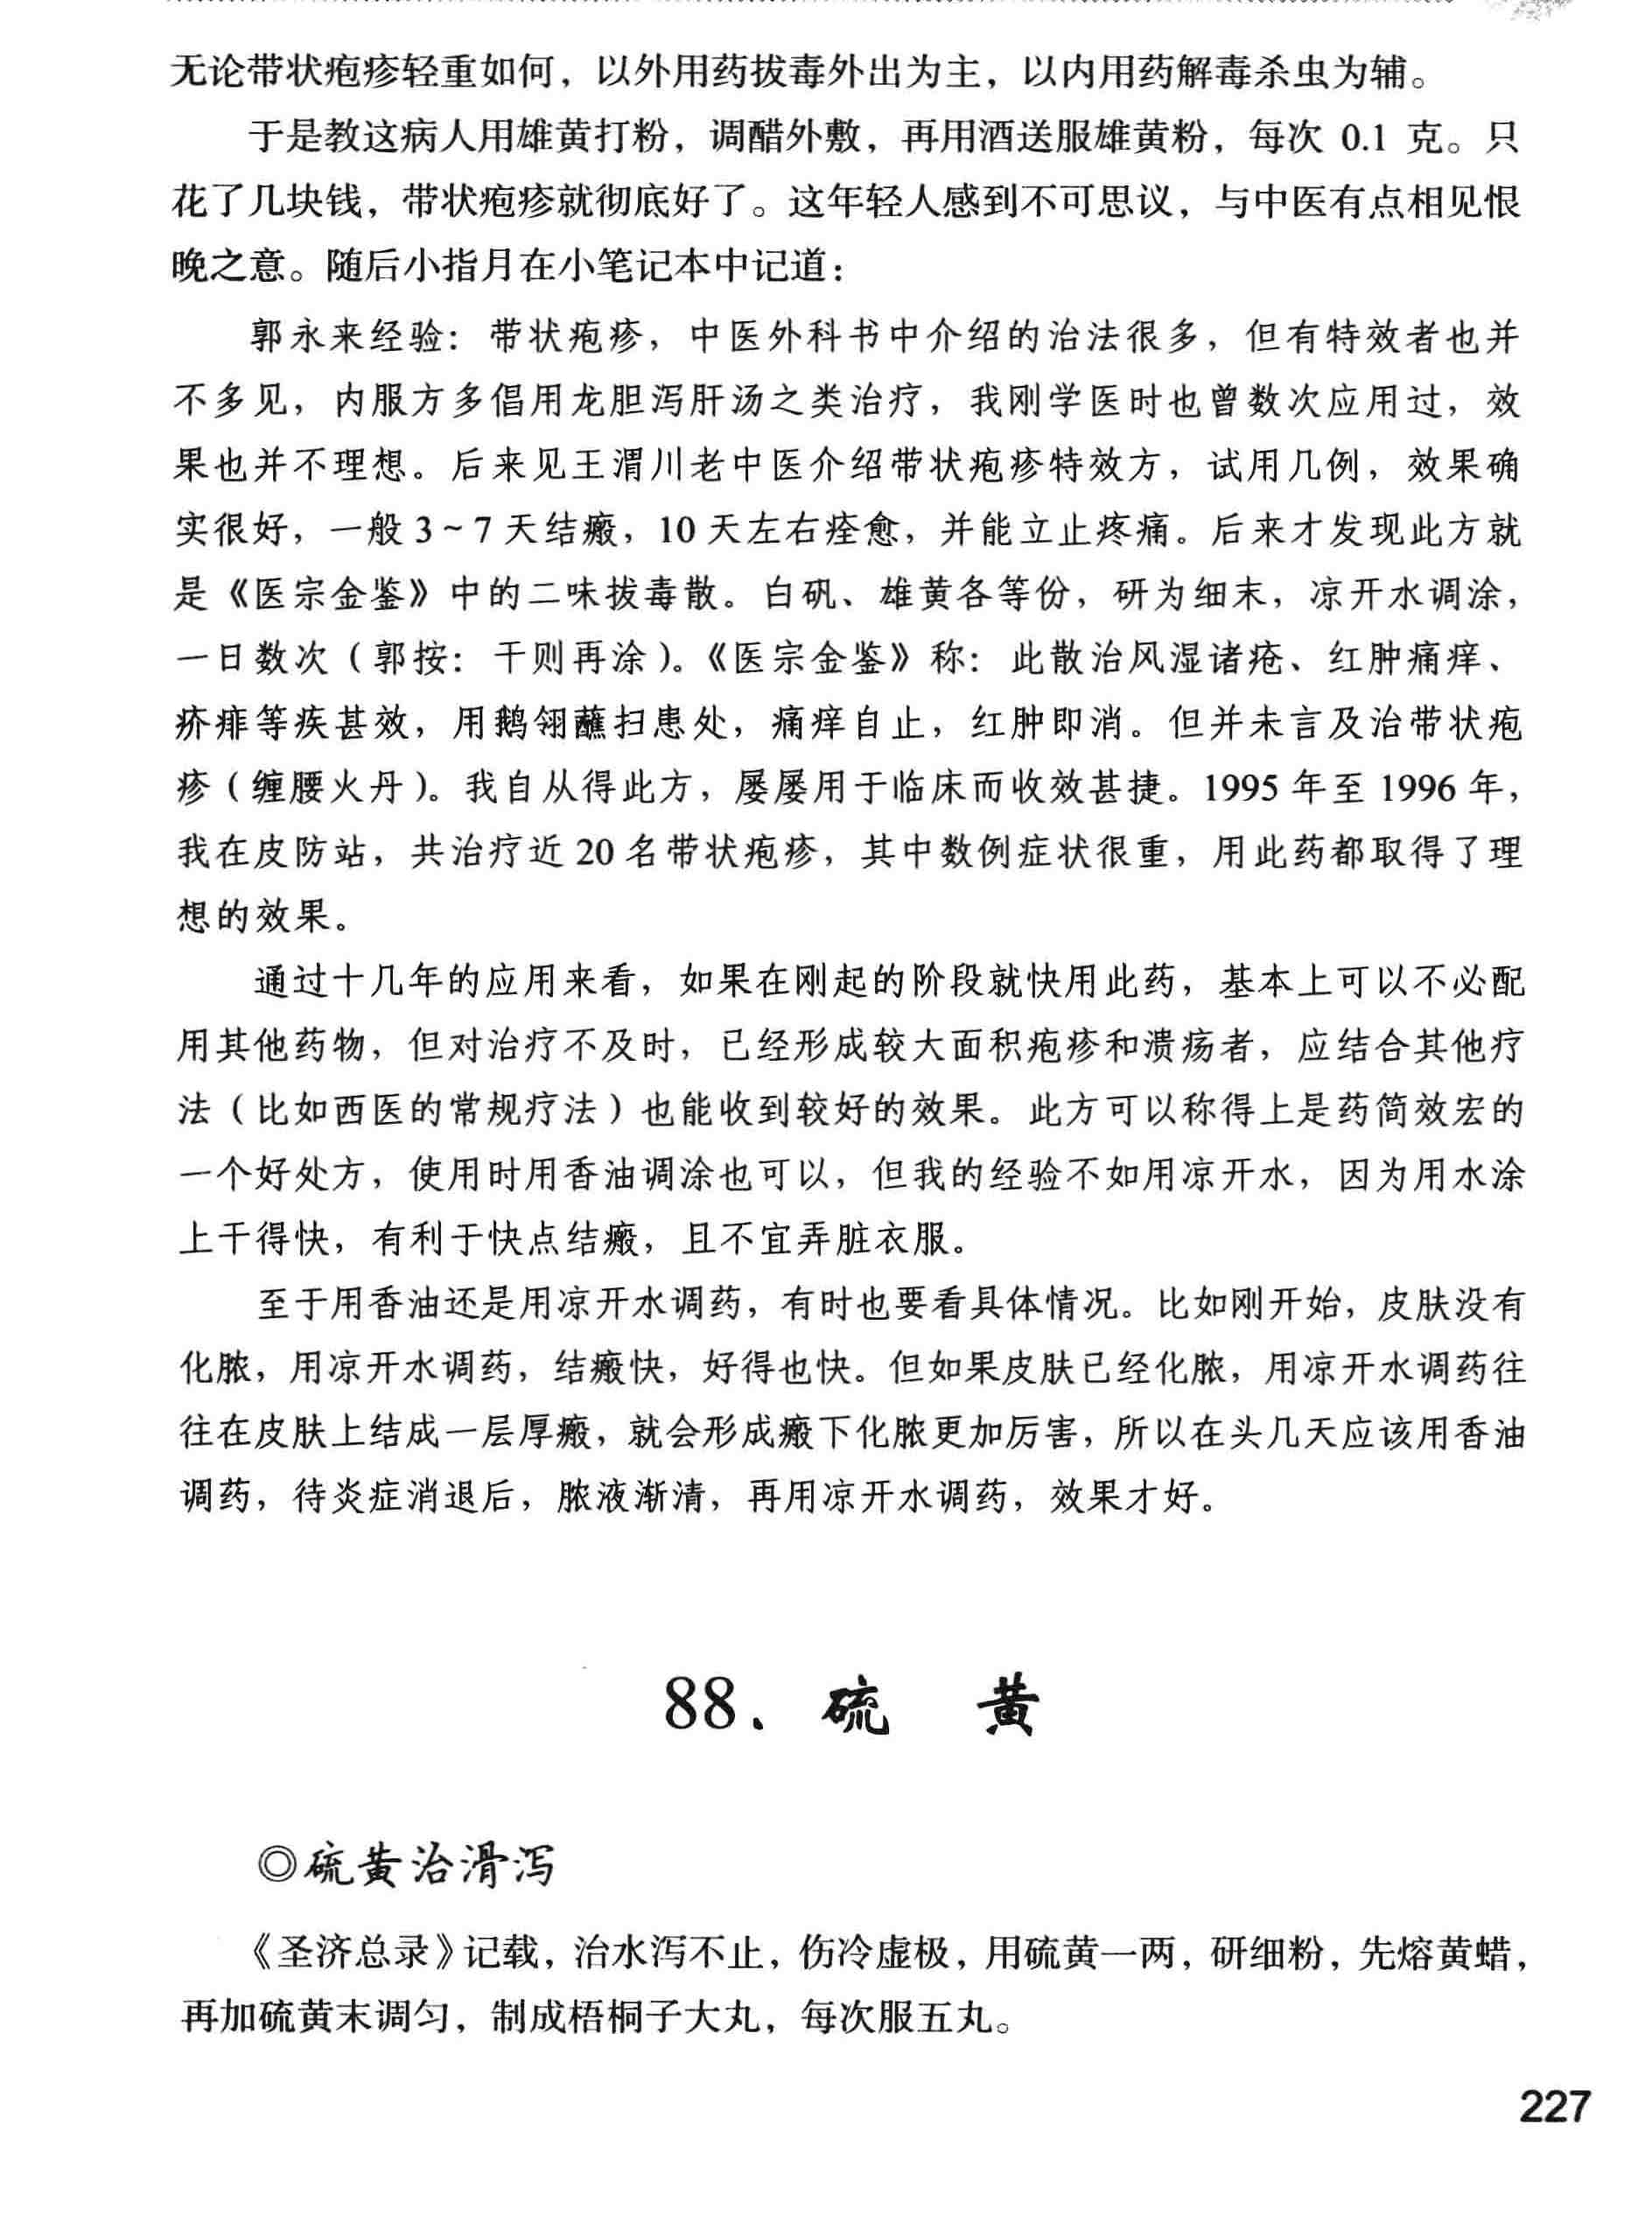 无论带状疱疹轻重如何，以外用药拔毒外出为主，以内用药解毒杀虫为辅。
于是教这病人用雄黄打粉，调醋外敷，再用酒送服雄黄粉，每次 0.1 克。只
花了几块钱，带状疱疹就彻底好了。这年轻人感到不可思议，与中医有点相见恨
晚之意。随后小指月在小笔记本中记道：
郭永来经验：带状疱疹，中医外科书中介绍的治法很多，但有特效者也并
不多见，内服方多倡用龙胆泻肝汤之类治疗，我刚学医时也曾数次应用过，效
果也并不理想。后来见王渭川老中医介绍带状疱疹特效方，试用几例，效果确
实很好，一般 3～7 天结瘢，10 天左右痊愈，并能立止疼痛。后来才发现此方就
是《医宗金鉴》中的二味拔毒散。白矾、雄黄各等份，研为细末，凉开水调涂，
一日数次（郭按：干则再涂）。《医宗金鉴》称：此散治风湿诸疮、红肿痛痒、
疥痱等疾甚效，用鹅翎蘸扫患处，痛痒自止，红肿即消。但并未言及治带状疱
疹（缠腰火丹）。我自从得此方，屡屡用于临床而收效甚捷。1995 年至 1996 年，
我在皮防站，共治疗近 20 名带状疱疹，其中数例症状很重，用此药都取得了理
想的效果。
通过十几年的应用来看，如果在刚起的阶段就快用此药，基本上可以不必配
用其他药物，但对治疗不及时，已经形成较大面积疱疹和溃疡者，应结合其他疗
法（比如西医的常规疗法）也能收到较好的效果。此方可以称得上是药简效宏的
一个好处方，使用时用香油调涂也可以，但我的经验不如用凉开水，因为用水涂
上干得快，有利于快点结瘢，且不宜弄脏衣服。
至于用香油还是用凉开水调药，有时也要看具体情况。比如刚开始，皮肤没有
化脓，用凉开水调药，结瘢快，好得也快。但如果皮肤已经化脓，用凉开水调药往
往在皮肤上结成一层厚瘢，就会形成瘢下化脓更加厉害，所以在头几天应该用香油
调药，待炎症消退后，脓液渐清，再用凉开水调药，效果才好。
88．硫　黄
◎硫黄治滑泻
《圣济总录》记载，治水泻不止，伤冷虚极，用硫黄一两，研细粉，先熔黄蜡，
再加硫黄末调匀，制成梧桐子大丸，每次服五丸。
227